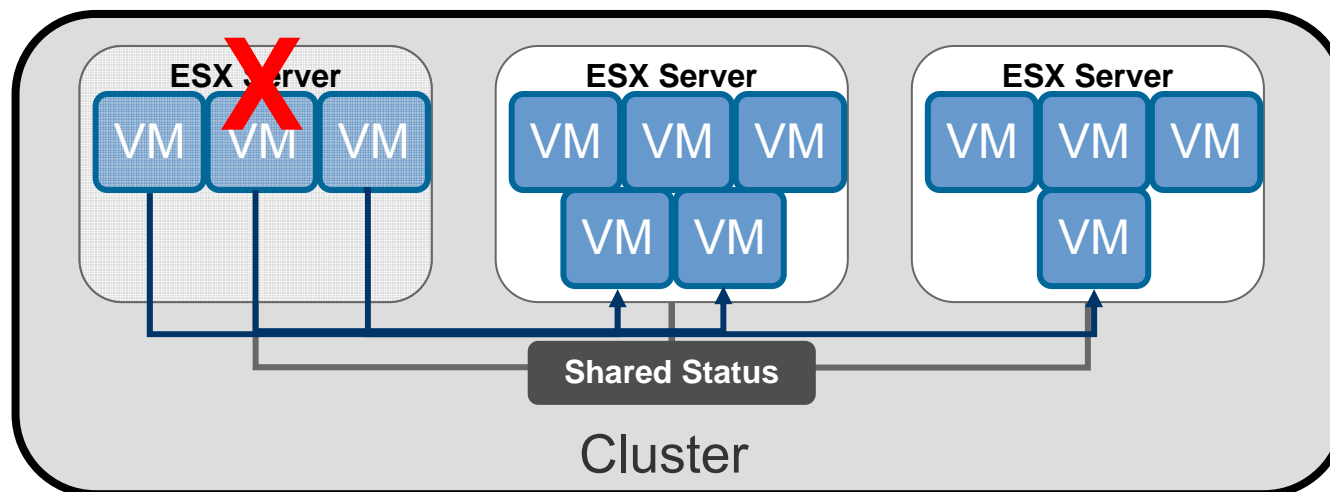 ESX Server
VM VM VM
ESX Server
VM VM VM
VM VM
ESX Server
VM VM VM
VM
Shared Status
Cluster